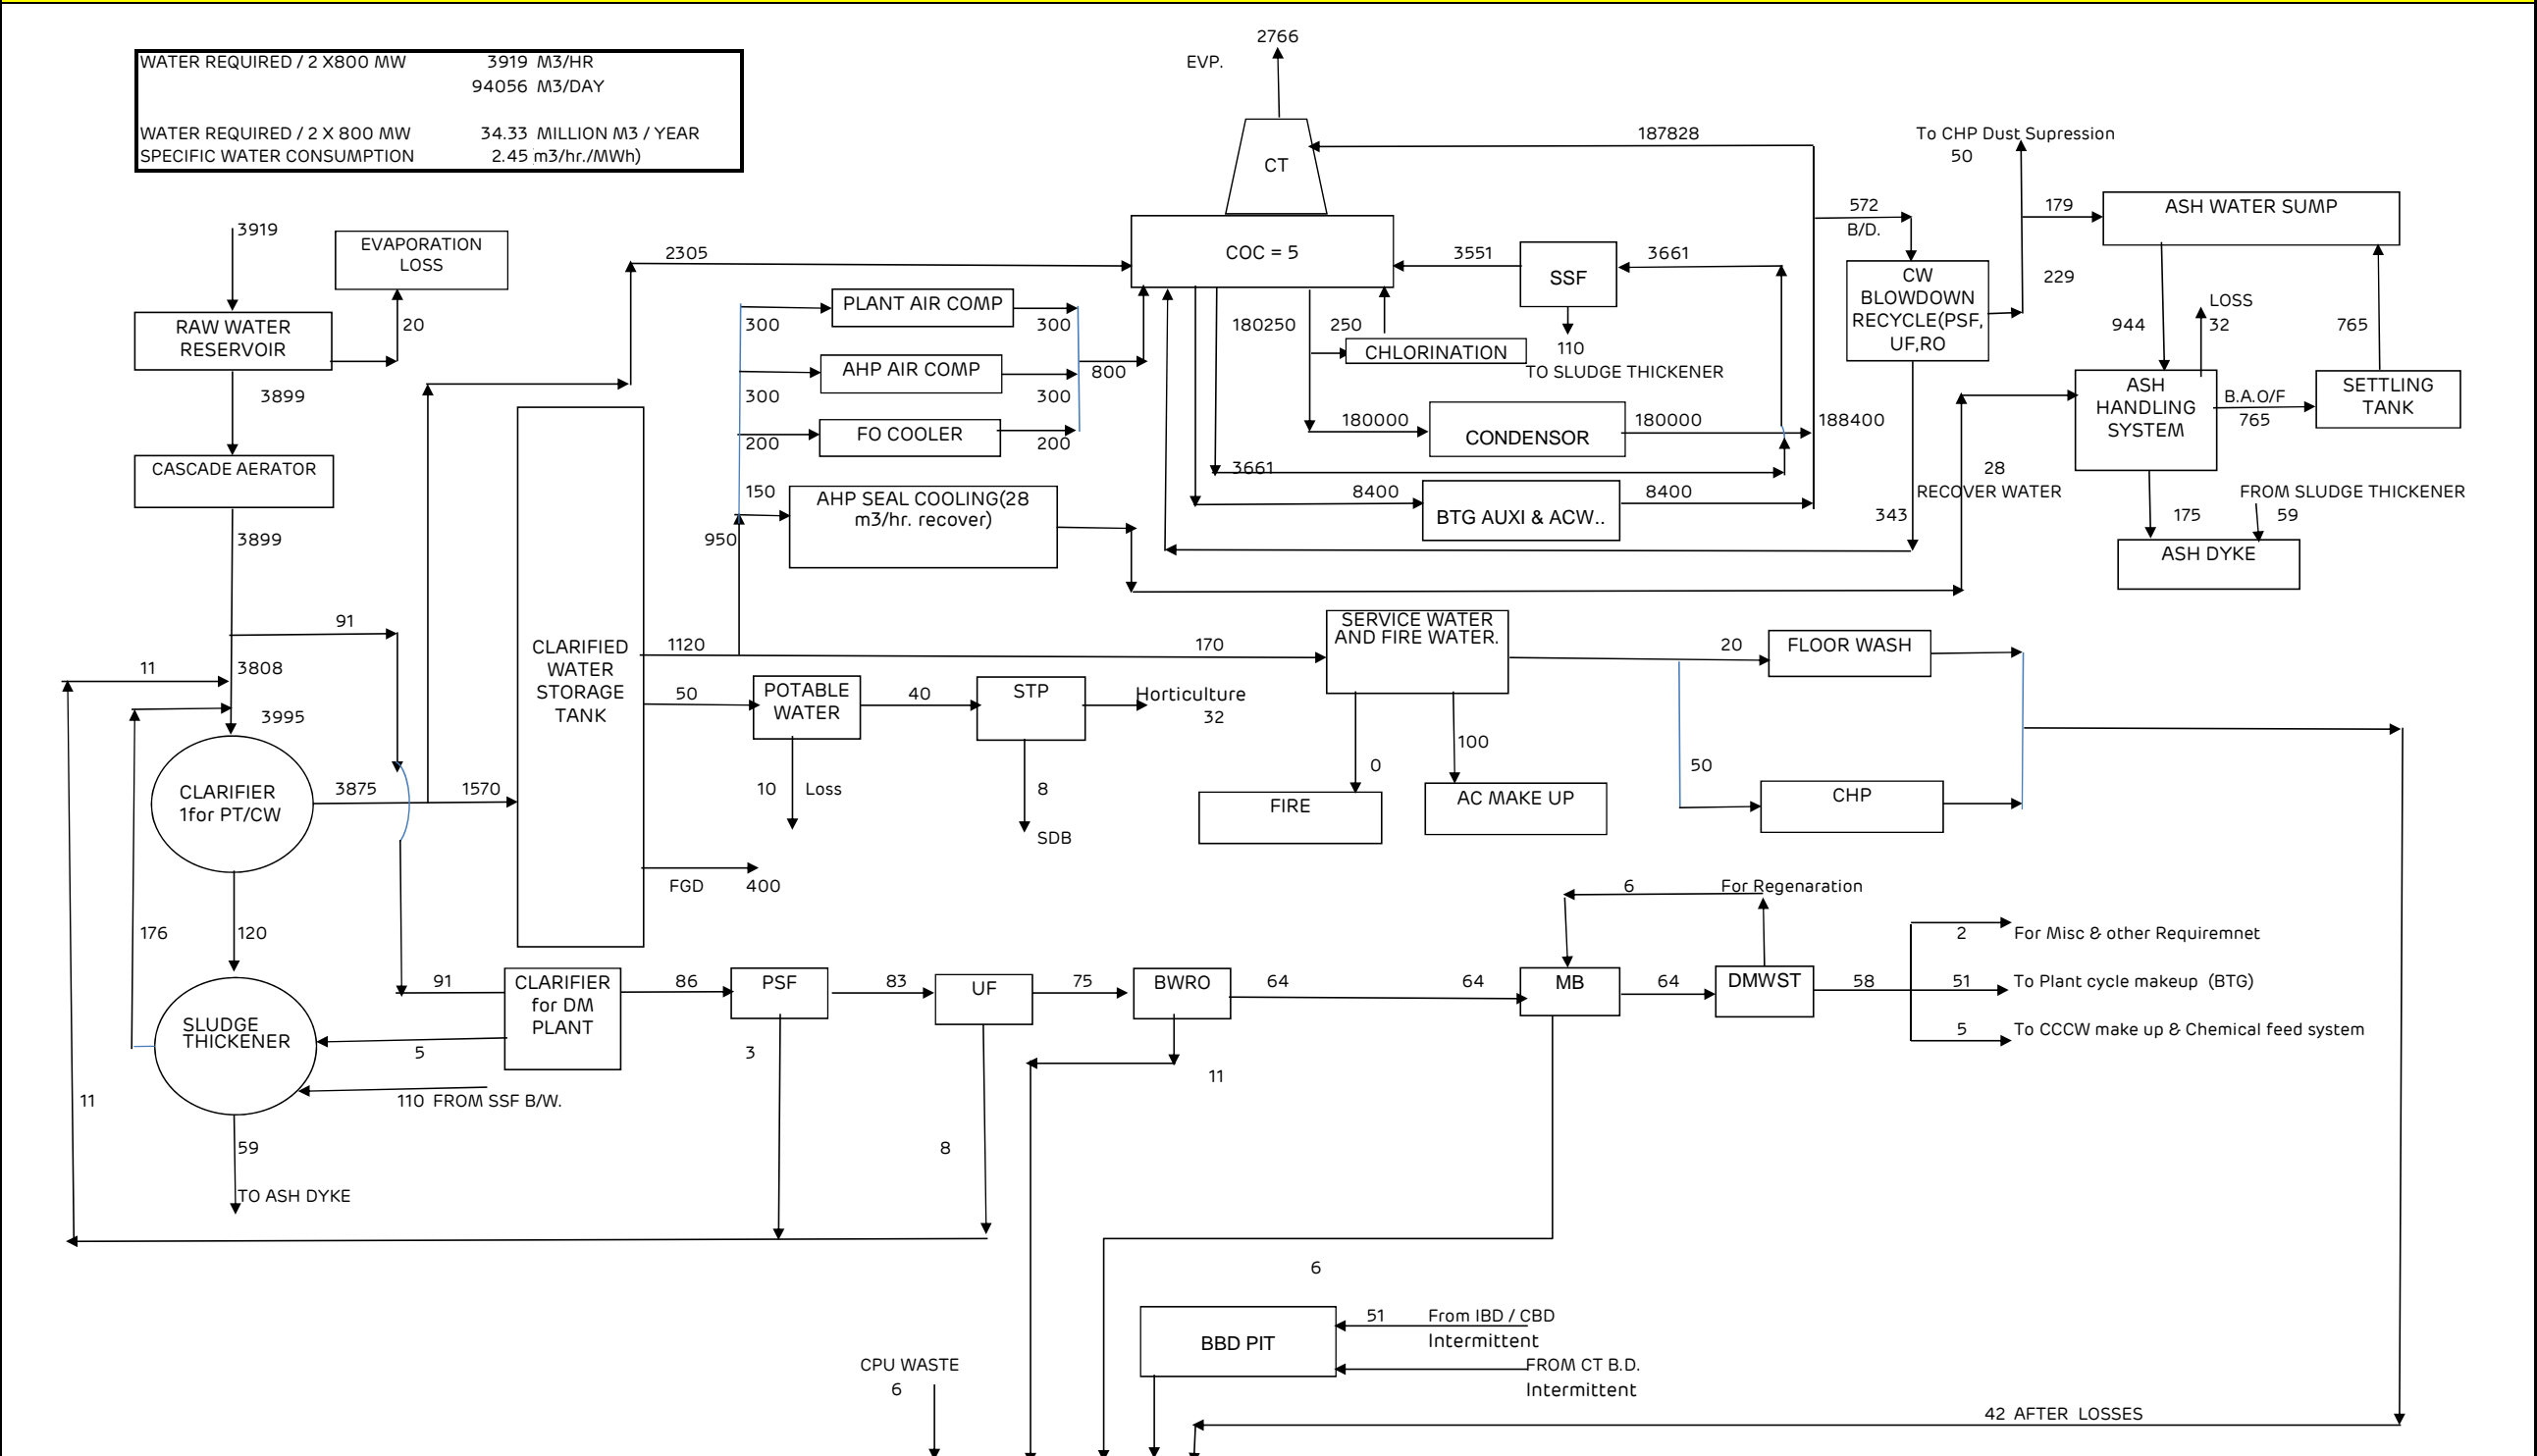 WATER REQUIRED / 2 X800 MW 3919 M3/HR
94056 M3/DAY
WATER REQUIRED / 2 X 800 MW 34.33 MILLION M3 / YEAR
SPECIFIC WATER CONSUMPTION 2.45 m3/hr./MWh)
2766
EVP.
CT
187828
To CHP Dust Supression
50
3919
EVAPORATION
LOSS
RAW WATER
RESERVOIR
20
3899
CASCADE AERATOR
3899
91
11
3808
3995
CLARIFIER
1for PT/CW
3875
1570
176
120
SLUDGE
THICKENER
5
110 FROM SSF B/W.
59
TO ASH DYKE
11
2305
COC = 5
3551
SSF
3661
110
TO SLUDGE THICKENER
572
B/D.
CW
BLOWDOWN
RECYCLE(PSF,
UF,RO
179
ASH WATER SUMP
229
944
LOSS
32
765
ASH
HANDLING
SYSTEM
B.A.O/F
765
SETTLING
TANK
28
RECOVER WATER
343
175
FROM SLUDGE THICKENER
59
ASH DYKE
300
PLANT AIR COMP
300
300
AHP AIR COMP
300
800
200
FO COOLER
200
150
AHP SEAL COOLING(28
m3/hr. recover)
950
180250
250
CHLORINATION
180000
CONDENSOR
180000
188400
3661
8400
BTG AUXI & ACW..
8400
CLARIFIED
WATER
STORAGE
TANK
1120
170
SERVICE WATER
AND FIRE WATER.
20
FLOOR WASH
50
POTABLE
WATER
40
STP
Horticulture
32
10 Loss
8
SDB
0
FIRE
100
AC MAKE UP
50
CHP
FGD
400
6
For Regenaration
91
CLARIFIER
for DM
PLANT
86
PSF
83
UF
75
BWRO
64
64
MB
64
DMWST
58
2
For Misc & other Requiremnet
51
To Plant cycle makeup (BTG)
5
To CCCW make up & Chemical feed system
3
8
11
6
BBD PIT
51
From IBD / CBD
Intermittent
FROM CT B.D.
Intermittent
CPU WASTE
6
42 AFTER LOSSES